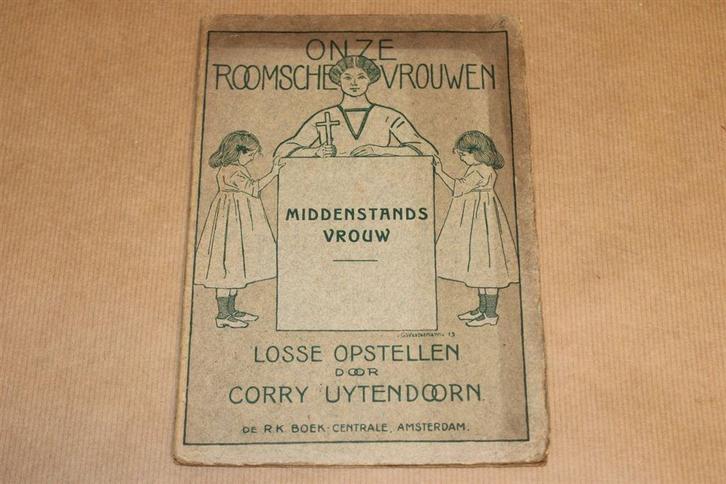 ONZE
ROOMSCHE VROUWEN
MIDDENSTANDS
VROUW
LOSSE OPSTELLEN
DOOR
CORRY UYTENDOORN
DE R.K. BOEK-CENTRALE, AMSTERDAM.